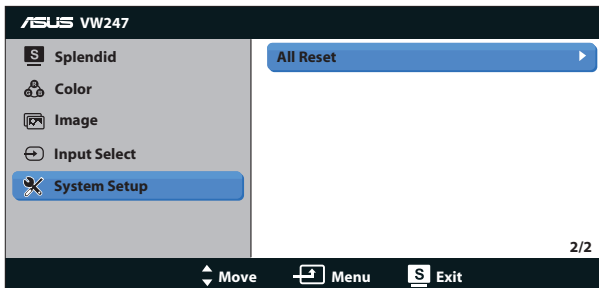 ASUS VW247
S Splendid
Color
Image
Input Select
System Setup
All Reset
2/2
Move Menu S Exit